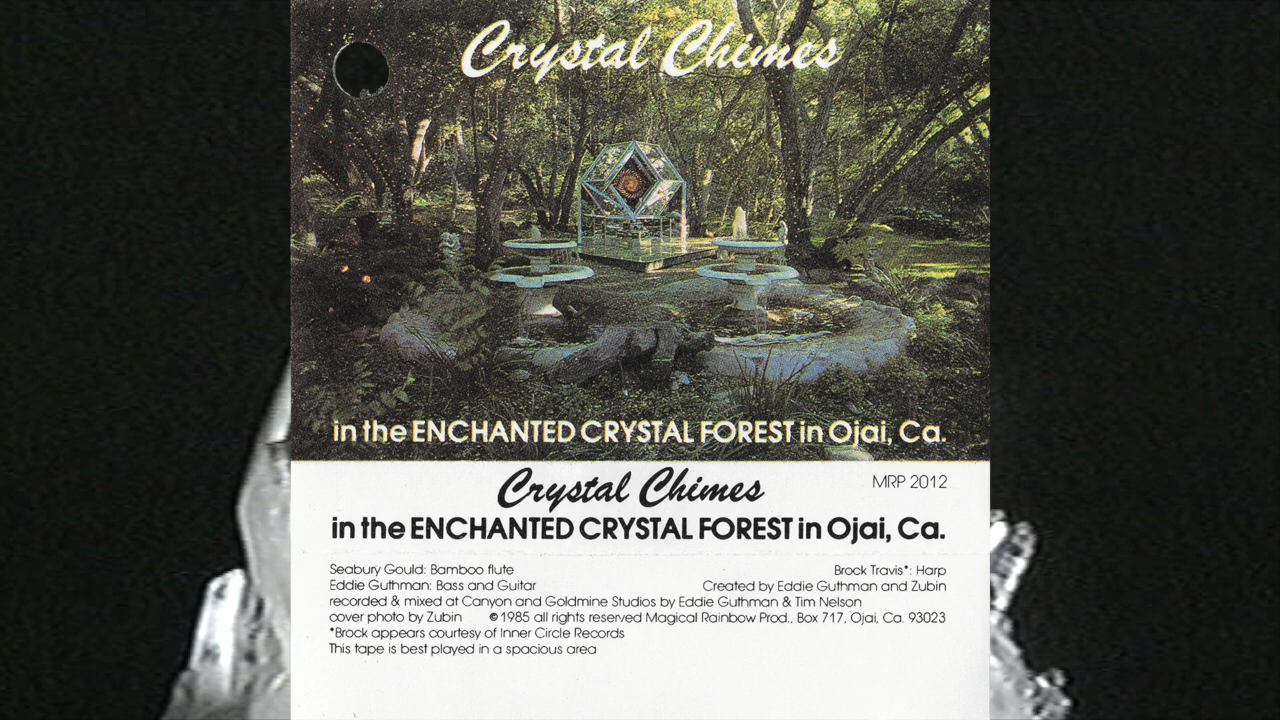 Crystal Chimes
in the ENCHANTED CRYSTAL FOREST in Ojai, Ca.
Crystal Chimes
MRP 2012
in the ENCHANTED CRYSTAL FOREST in Ojai, Ca.
Seabury Gould: Bamboo flute
Brock Travis*: Harp
Eddie Guthman: Bass and Guitar
Created by Eddie Guthman and Zubin
recorded & mixed at Canyon and Goldmine Studios by Eddie Guthman & Tim Nelson
cover photo by Zubin ©1985 all rights reserved Magical Rainbow Prod., Box 717, Ojai, Ca. 93023
*Brock appears courtesy of Inner Circle Records
This tape is best played in a spacious area